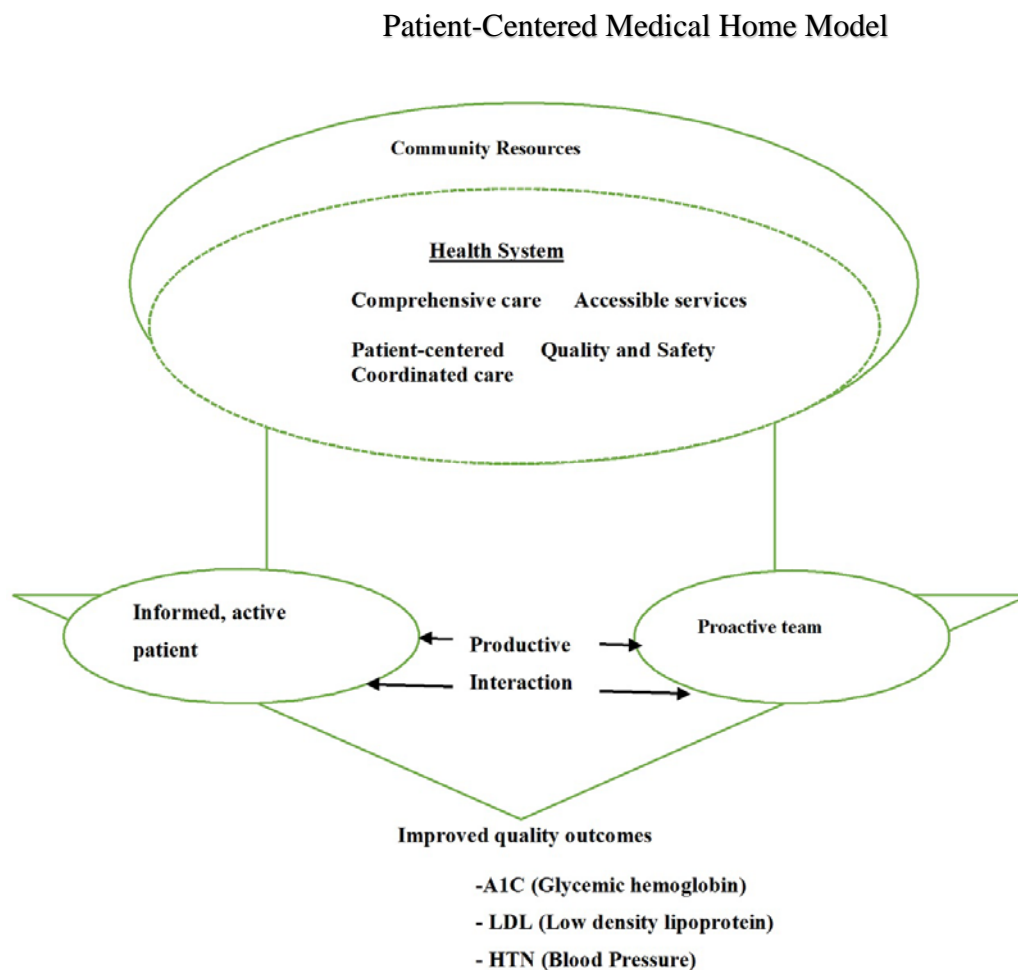 Patient-Centered Medical Home Model
Community Resources
Health System
Comprehensive care Accessible services
Patient-centered Quality and Safety
Coordinated care
Informed, active
patient
Productive
Interaction
Proactive team
Improved quality outcomes
-A1C (Glycemic hemoglobin)
- LDL (Low density lipoprotein)
- HTN (Blood Pressure)